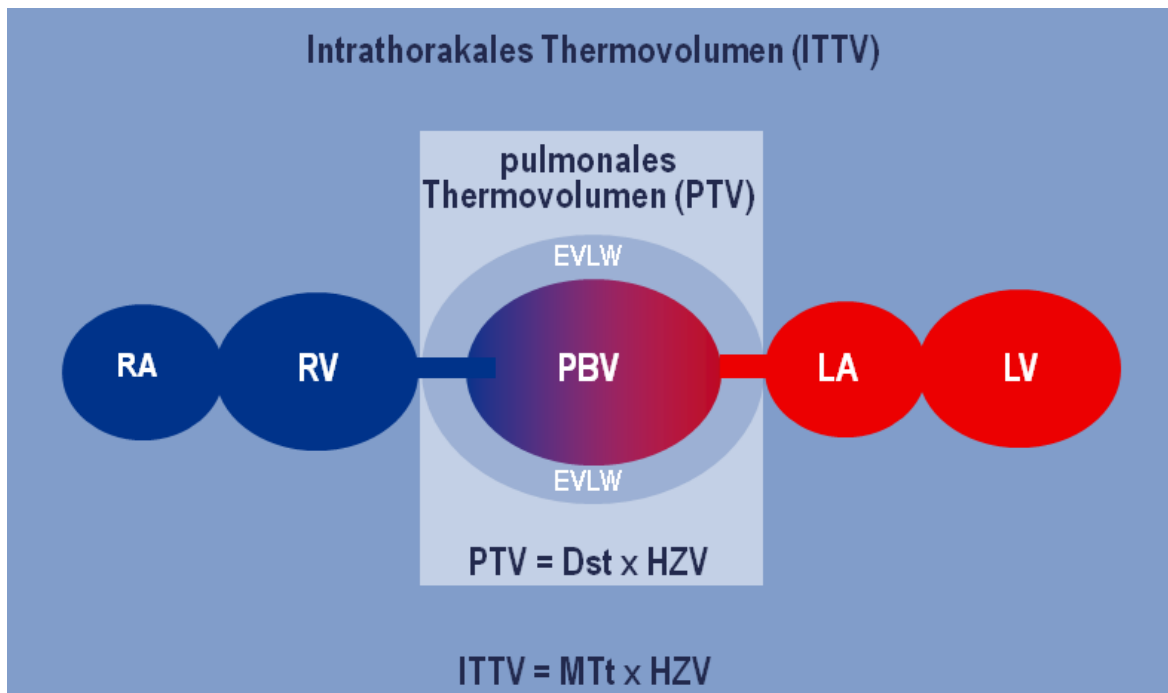 Intrathorakales Thermovolumen (ITTV)
pulmonales
Thermovolumen (PTV)
EVLW
RA
RV
PBV
LA
LV
EVLW
PTV = Dst x HZV
ITTV = MTt x HZV